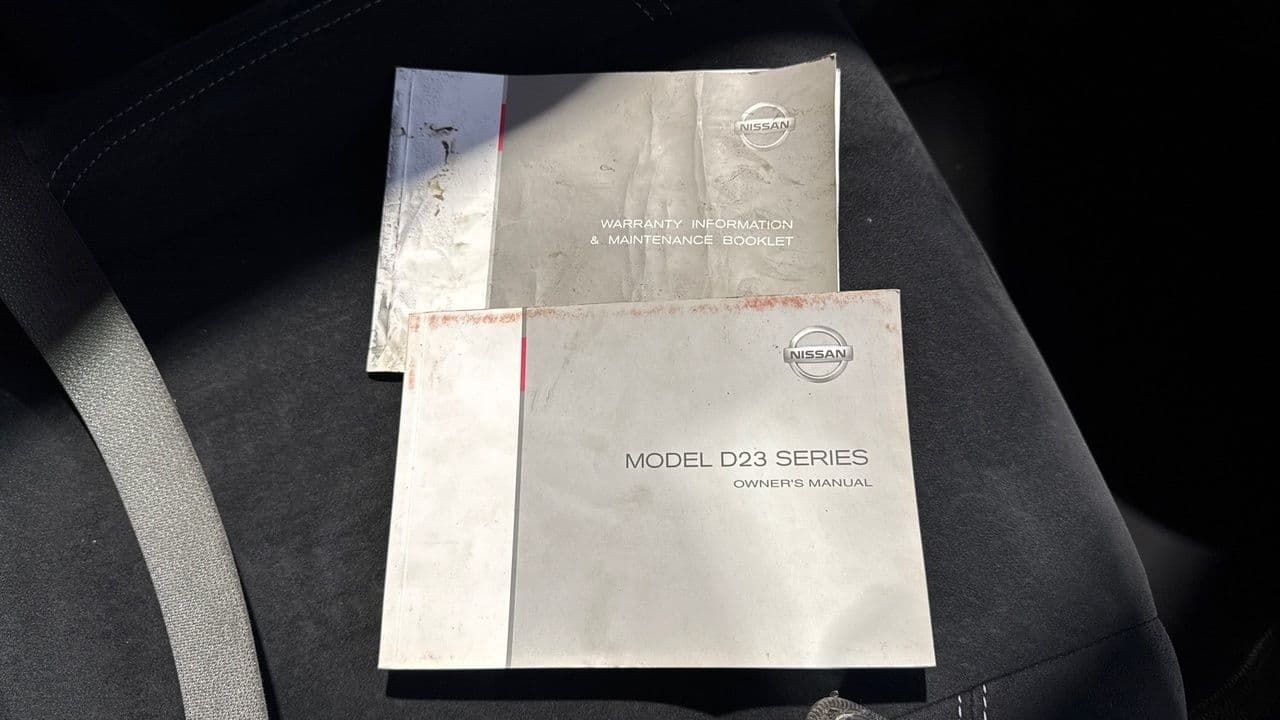 NISSAN
WARRANTY INFORMATION
& MAINTENANCE BOOKLET
NISSAN
MODEL D23 SERIES
OWNER'S MANUAL